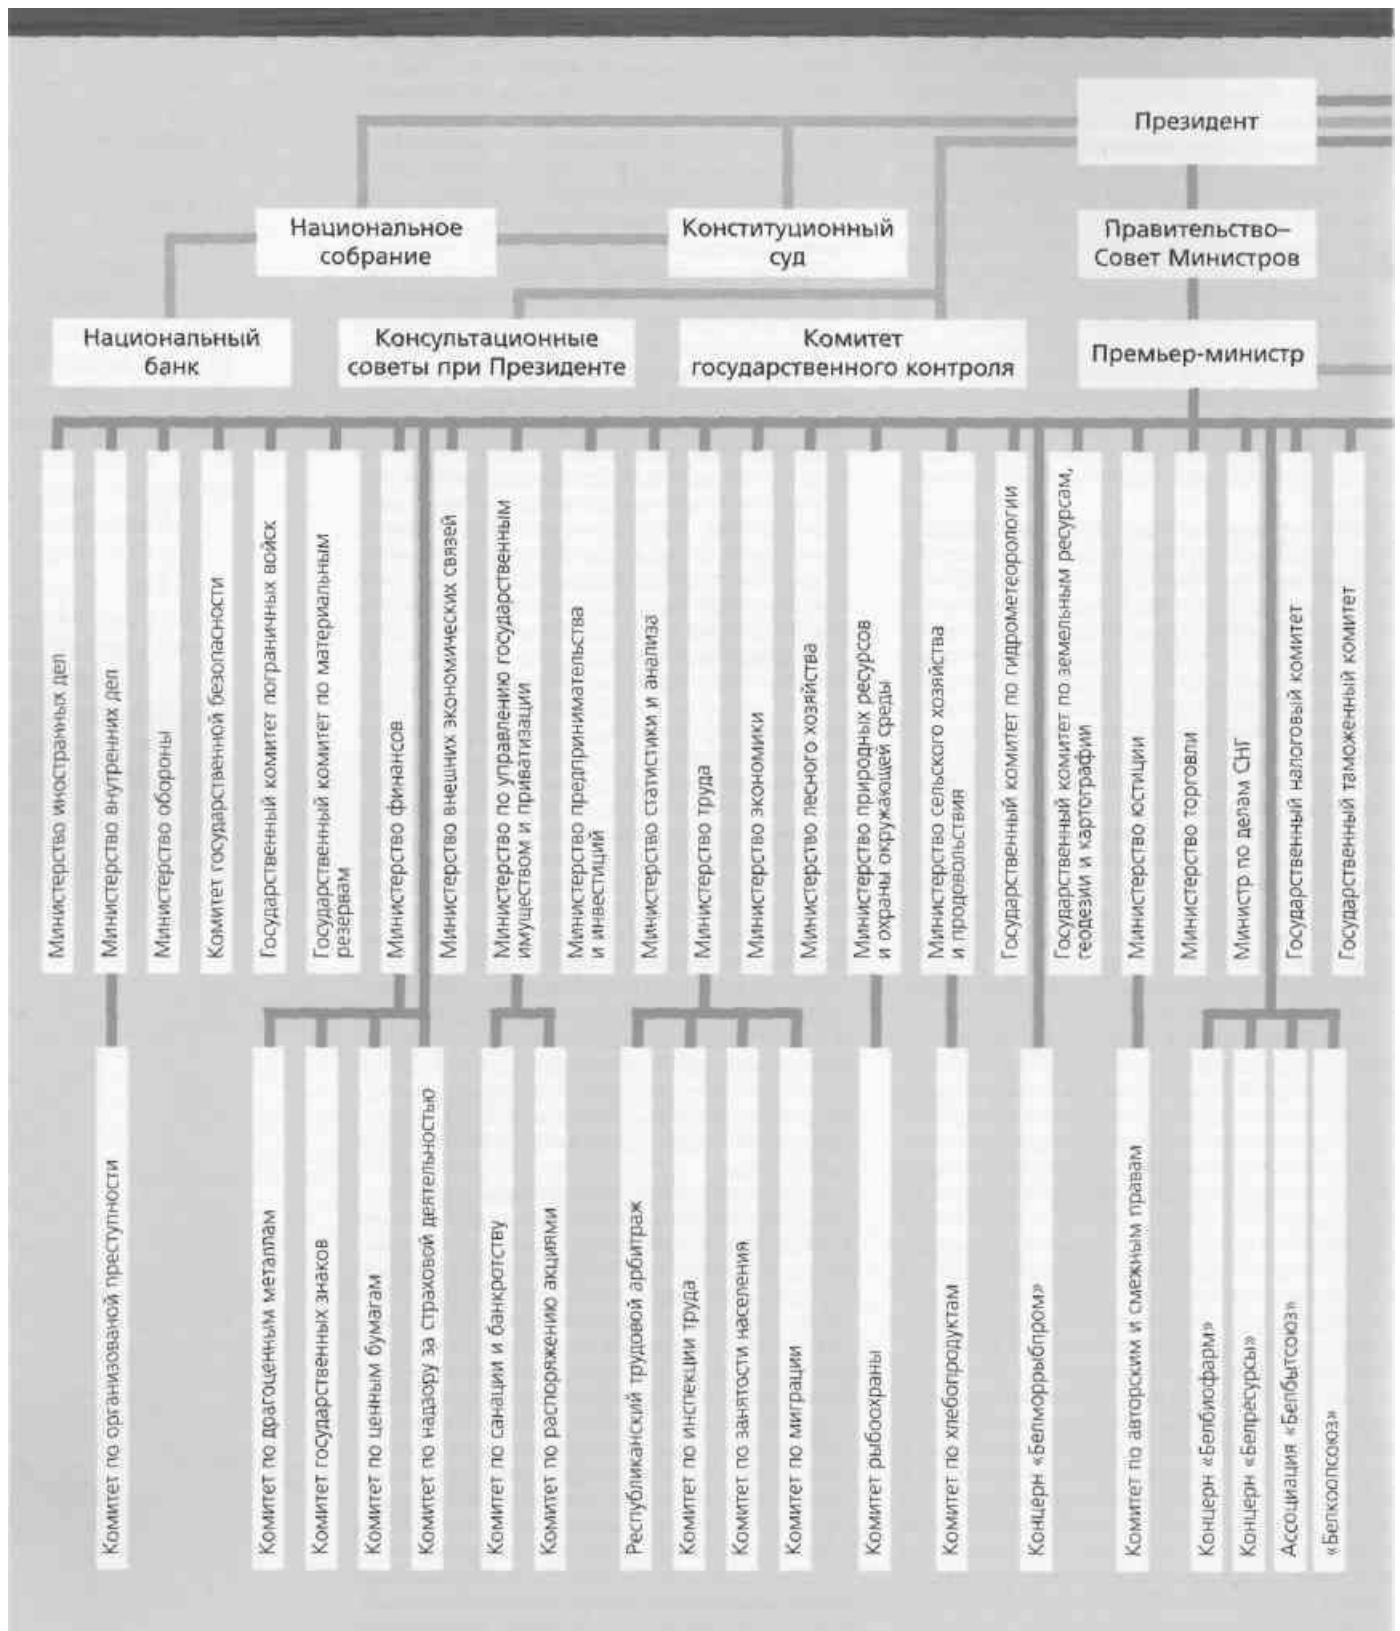 Президент
Национальное
собрание
Конституционный
суд
Правительство–
Совет Министров
Национальный
банк
Консультационные
советы при Президенте
Комитет
государственного контроля
Премьер-министр
Министерство иностранных дел
Министерство внутренних дел
Министерство обороны
Комитет государственной безопасности
Государственный комитет пограничных войск
Государственный комитет по материальным
резервам
Министерство финансов
Министерство внешних экономических связей
Министерство по управлению государственным
имуществом и приватизации
Министерство предпринимательства
и инвестиций
Министерство статистики и анализа
Министерство труда
Министерство экономики
Министерство лесного хозяйства
Министерство природных ресурсов
и охраны окружающей среды
Министерство сельского хозяйства
и продовольствия
Государственный комитет по гидрометеорологии
Государственный комитет по земельным ресурсам,
геодезии и картографии
Министерство юстиции
Министерство торговли
Министр по делам СНГ
Государственный налоговый комитет
Государственный таможенный комитет
Комитет по организованой преступности
Комитет по драгоценным металлам
Комитет государственных знаков
Комитет по ценным бумагам
Комитет по надзору за страховой деятельностью
Комитет по санации и банкротству
Комитет по распоряжению акциями
Республиканский трудовой арбитраж
Комитет по инспекции труда
Комитет по занятости населения
Комитет по миграции
Комитет рыбоохраны
Комитет по хлебопродуктам
Концерн «Белморрыбпром»
Комитет по авторским и смежным правам
Концерн «Белбиофарм»
Концерн «Белресурсы»
Ассоциация «Белбытсоюз»
«Белкоопсоюз»